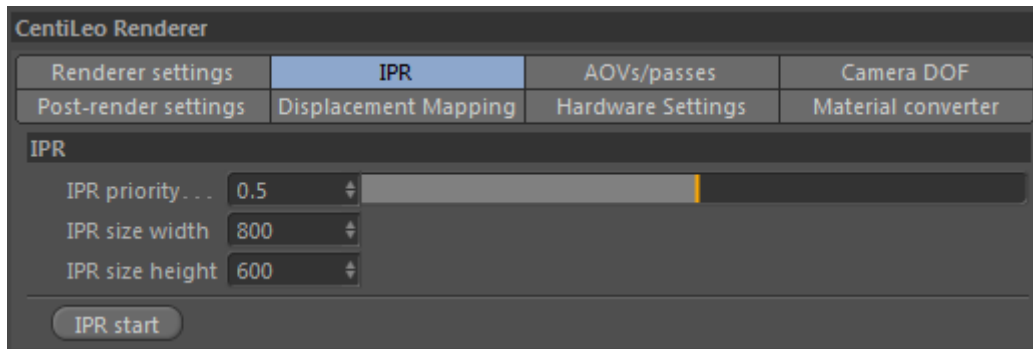 CentiLeo Renderer
Renderer settings IPR AOVs/passes Camera DOF
Post-render settings Displacement Mapping Hardware Settings Material converter
IPR
IPR priority. . . 0.5
IPR size width 800
IPR size height 600
IPR start